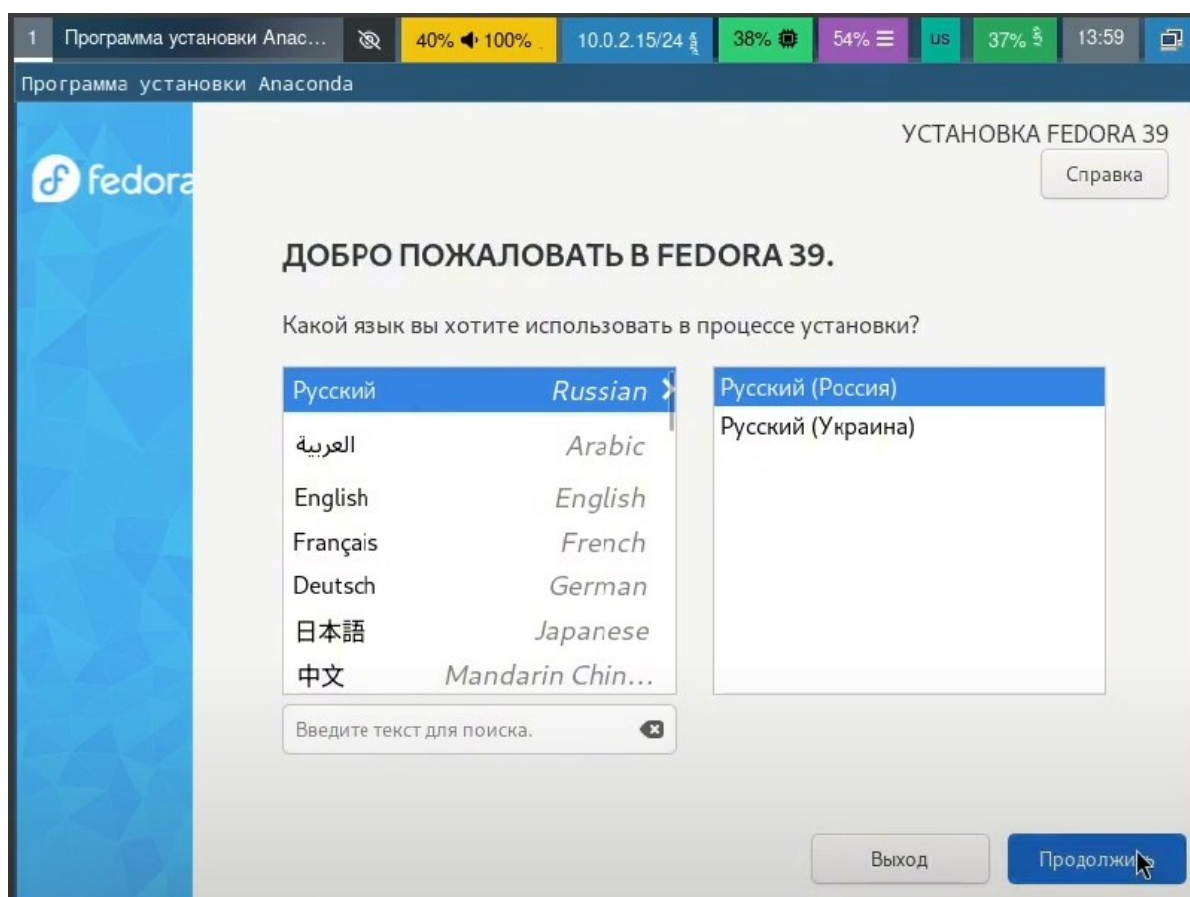 1 Программа установки Anac... 40% 100% 10.0.2.15/24 38% 54% us 37% 13:59
Программа установки Anaconda
fedora
УСТАНОВКА FEDORA 39
Справка
ДОБРО ПОЖАЛОВАТЬ В FEDORA 39.
Какой язык вы хотите использовать в процессе установки?
Русский Russian
العربية Arabic
English English
Français French
Deutsch German
日本語 Japanese
中文 Mandarin Chin...
Русский (Россия)
Русский (Украина)
Введите текст для поиска.
Выход
Продолжить